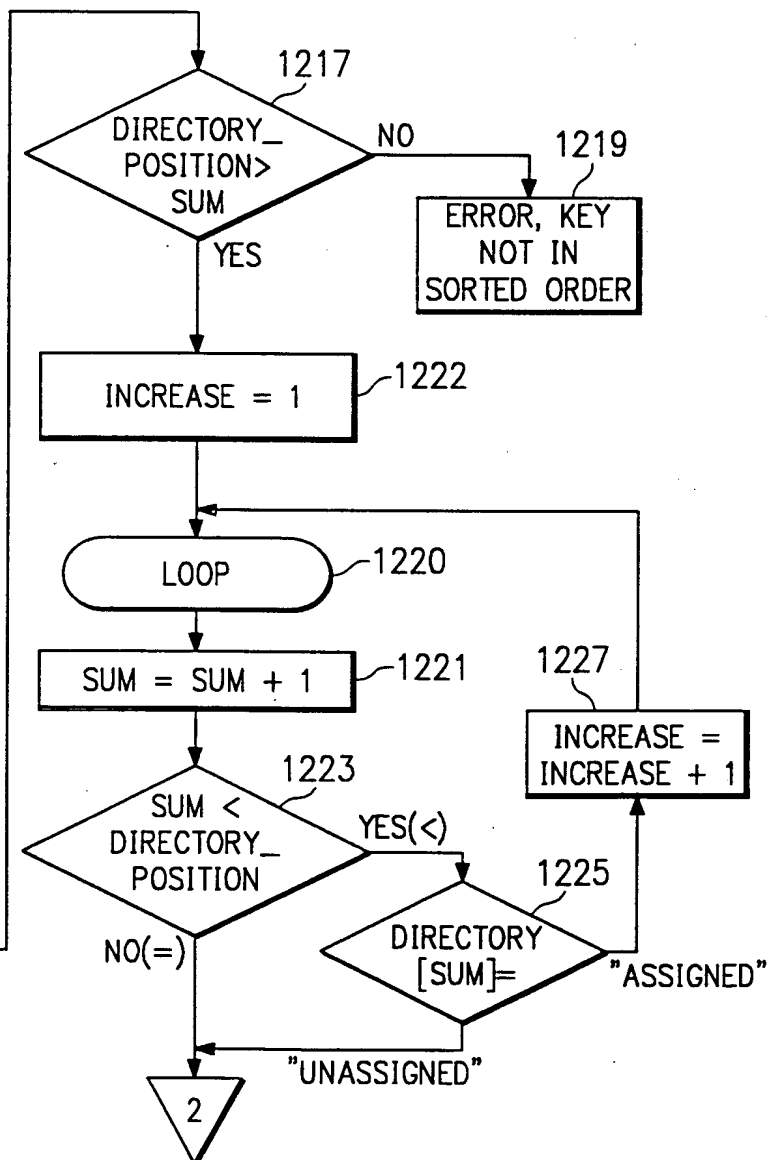 1217
DIRECTORY_
POSITION>
SUM
NO
1219
ERROR, KEY
NOT IN
SORTED ORDER
YES
INCREASE = 1
1222
LOOP
1220
SUM = SUM + 1
1221
1227
INCREASE =
INCREASE + 1
1223
SUM <
DIRECTORY_
POSITION
YES(<)
1225
DIRECTORY
[SUM]=
"ASSIGNED"
NO(=)
"UNASSIGNED"
2